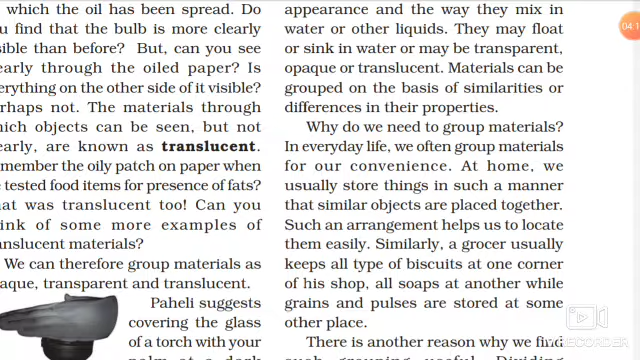 which the oil has been spread. Do
find that the bulb is more clearly
than before? But, can you see
through the oiled paper? Is
on the other side of it visible?
not. The materials through
objects can be seen, but not
are known as translucent.
the oily patch on paper when
tested food items for presence of fats?
was translucent too! Can you
of some more examples of
materials?
We can therefore group materials as
transparent and translucent.
Paheli suggests
covering the glass
of a torch with your
palm at a dark
appearance and the way they mix in
water or other liquids. They may float
or sink in water or may be transparent,
opaque or translucent. Materials can be
grouped on the basis of similarities or
differences in their properties.
Why do we need to group materials?
In everyday life, we often group materials
for our convenience. At home, we
usually store things in such a manner
that similar objects are placed together.
Such an arrangement helps us to locate
them easily. Similarly, a grocer usually
keeps all type of biscuits at one corner
of his shop, all soaps at another while
grains and pulses are stored at some
other place.
There is another reason why we find
such grouping useful. Dividing